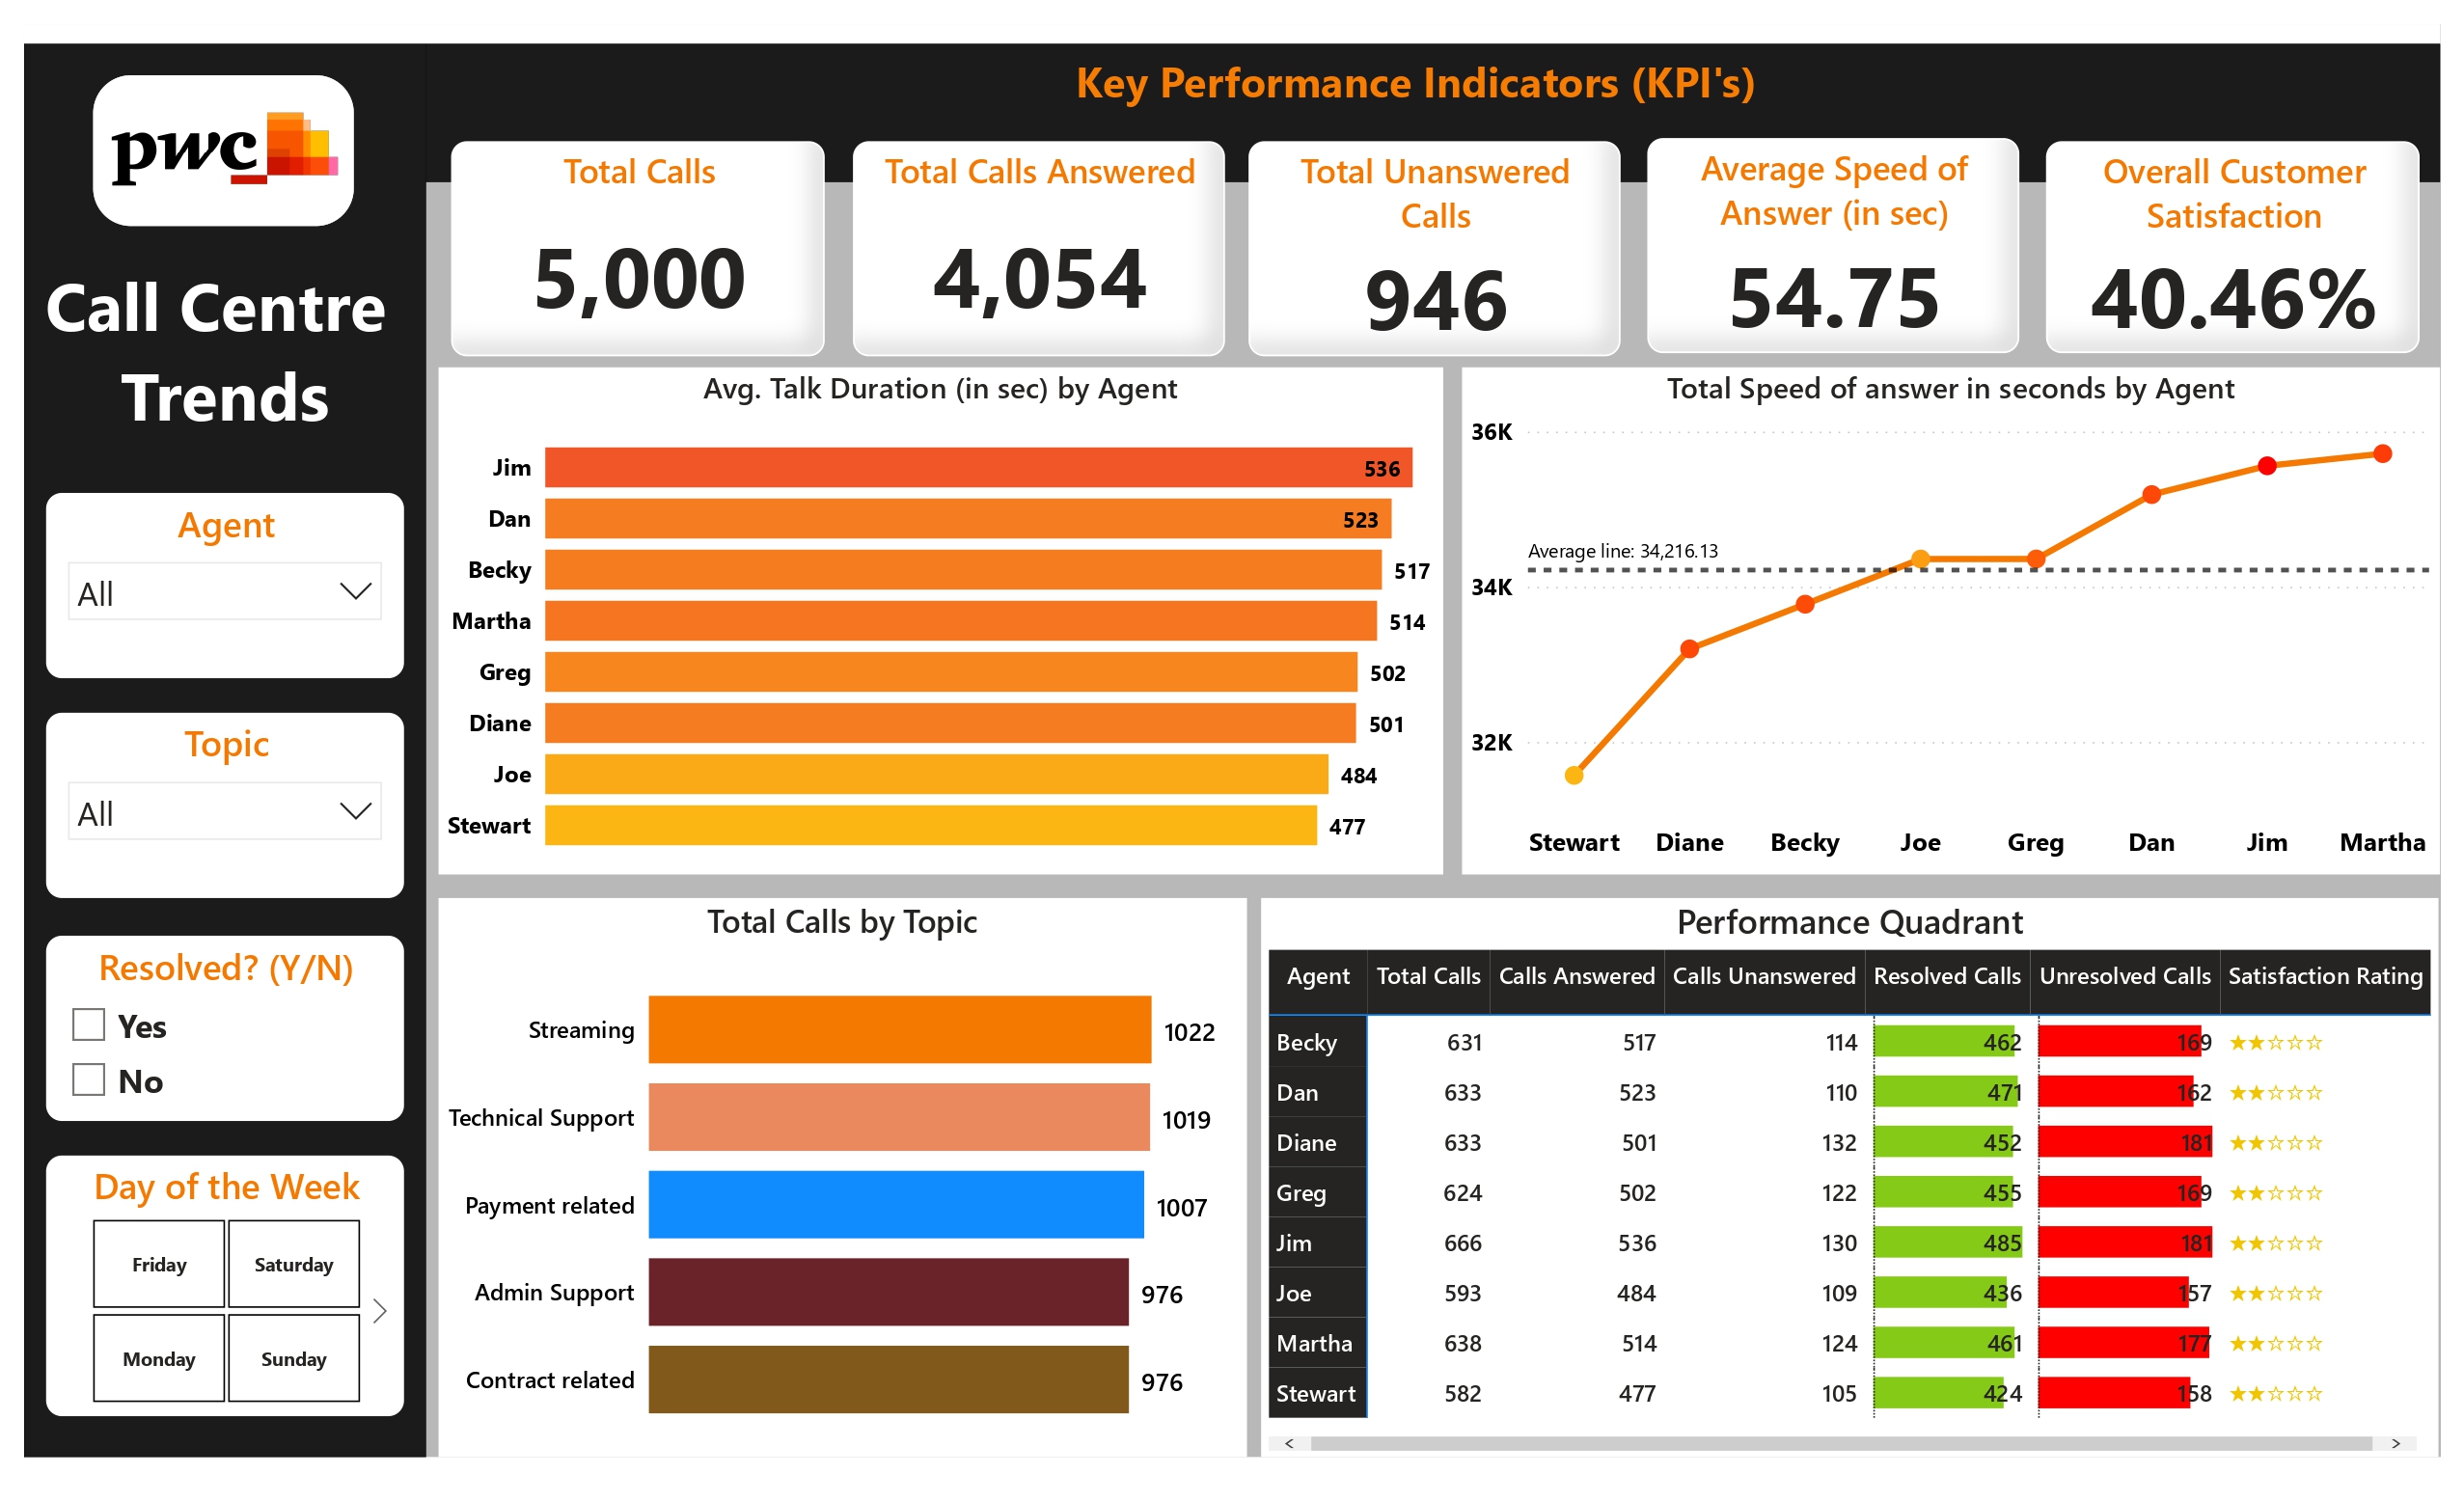 pwc
Call Centre
Trends
Agent
All
Topic
All
Resolved? (Y/N)
Yes
No
Day of the Week
Friday
Saturday
Monday
Sunday
Key Performance Indicators (KPI's)
Total Calls
5,000
Total Calls Answered
4,054
Total Unanswered
Calls
946
Average Speed of
Answer (in sec)
54.75
Overall Customer
Satisfaction
40.46%
Avg. Talk Duration (in sec) by Agent
Jim 536
Dan 523
Becky 517
Martha 514
Greg 502
Diane 501
Joe 484
Stewart 477
Total Speed of answer in seconds by Agent
36K
Average line: 34,216.13
34K
32K
Stewart Diane Becky Joe Greg Dan Jim Martha
Total Calls by Topic
Streaming 1022
Technical Support 1019
Payment related 1007
Admin Support 976
Contract related 976
Performance Quadrant
Agent Total Calls Calls Answered Calls Unanswered Resolved Calls Unresolved Calls Satisfaction Rating
Becky 631 517 114 462 169 ★★☆☆☆
Dan 633 523 110 471 162 ★★☆☆☆
Diane 633 501 132 452 181 ★★☆☆☆
Greg 624 502 122 455 169 ★★☆☆☆
Jim 666 536 130 485 181 ★★☆☆☆
Joe 593 484 109 436 157 ★★☆☆☆
Martha 638 514 124 461 177 ★★☆☆☆
Stewart 582 477 105 424 158 ★★☆☆☆